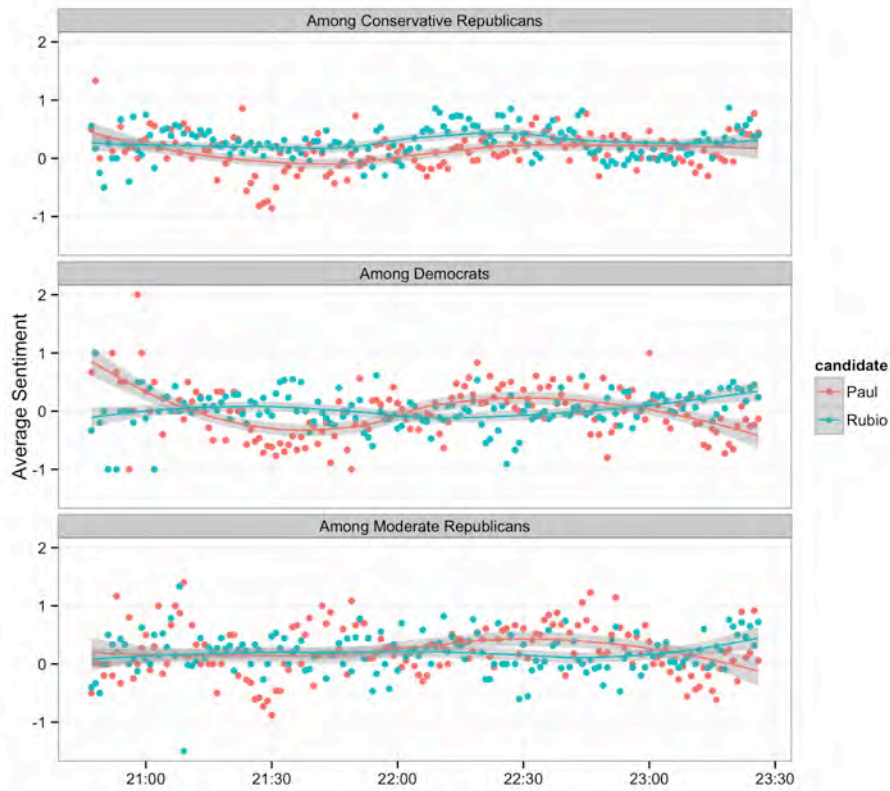 Among Conservative Republicans
2
1
0
-1
Among Democrats
2
1
0
-1
Among Moderate Republicans
2
1
0
-1
Average Sentiment
21:00 21:30 22:00 22:30 23:00 23:30
candidate
Paul
Rubio